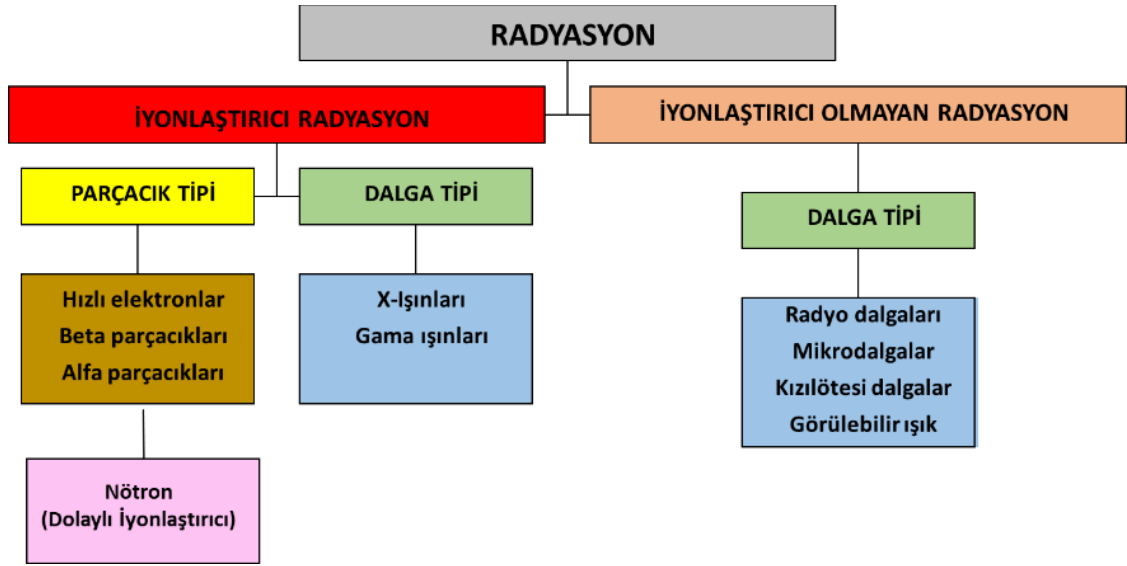 RADYASYON
İYONLAŞTIRICI RADYASYON
İYONLAŞTIRICI OLMAYAN RADYASYON
PARÇACIK TİPİ
DALGA TİPİ
DALGA TİPİ
Hızlı elektronlar
Beta parçacıkları
Alfa parçacıkları
X-Işınları
Gama ışınları
Radyo dalgaları
Mikrodalgalar
Kızılötesi dalgalar
Görülebilir ışık
Nötron
(Dolaylı İyonlaştırıcı)